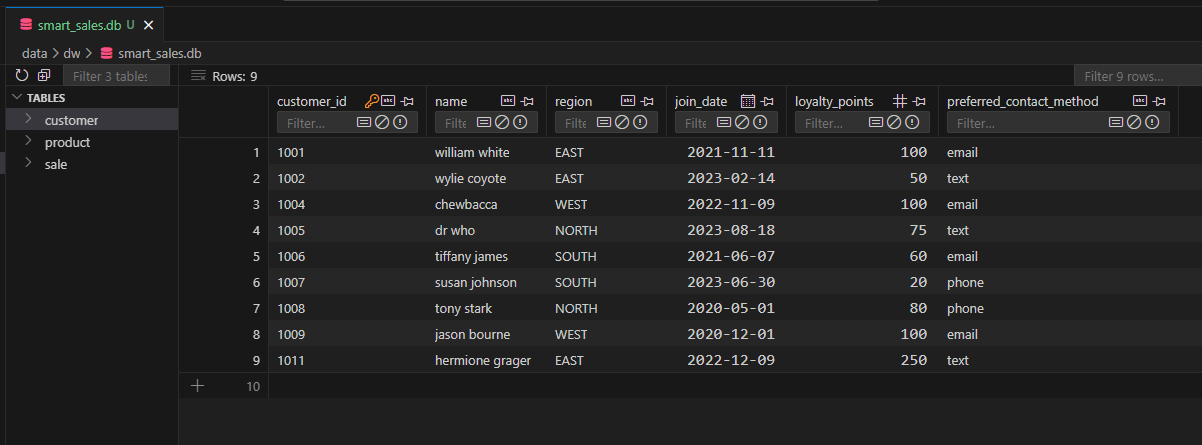 smart_sales.db U
data > dw > smart_sales.db
Filter 3 tables Rows: 9 Filter 9 rows...
TABLES
customer
product
sale
customer_id name region join_date loyalty_points preferred_contact_method
Filter... Filte Filte Filte Filter... Filter...
1 1001 william white EAST 2021-11-11 100 email
2 1002 wylie coyote EAST 2023-02-14 50 text
3 1004 chewbacca WEST 2022-11-09 100 email
4 1005 dr who NORTH 2023-08-18 75 text
5 1006 tiffany james SOUTH 2021-06-07 60 email
6 1007 susan johnson SOUTH 2023-06-30 20 phone
7 1008 tony stark NORTH 2020-05-01 80 phone
8 1009 jason bourne WEST 2020-12-01 100 email
9 1011 hermione grager EAST 2022-12-09 250 text
10